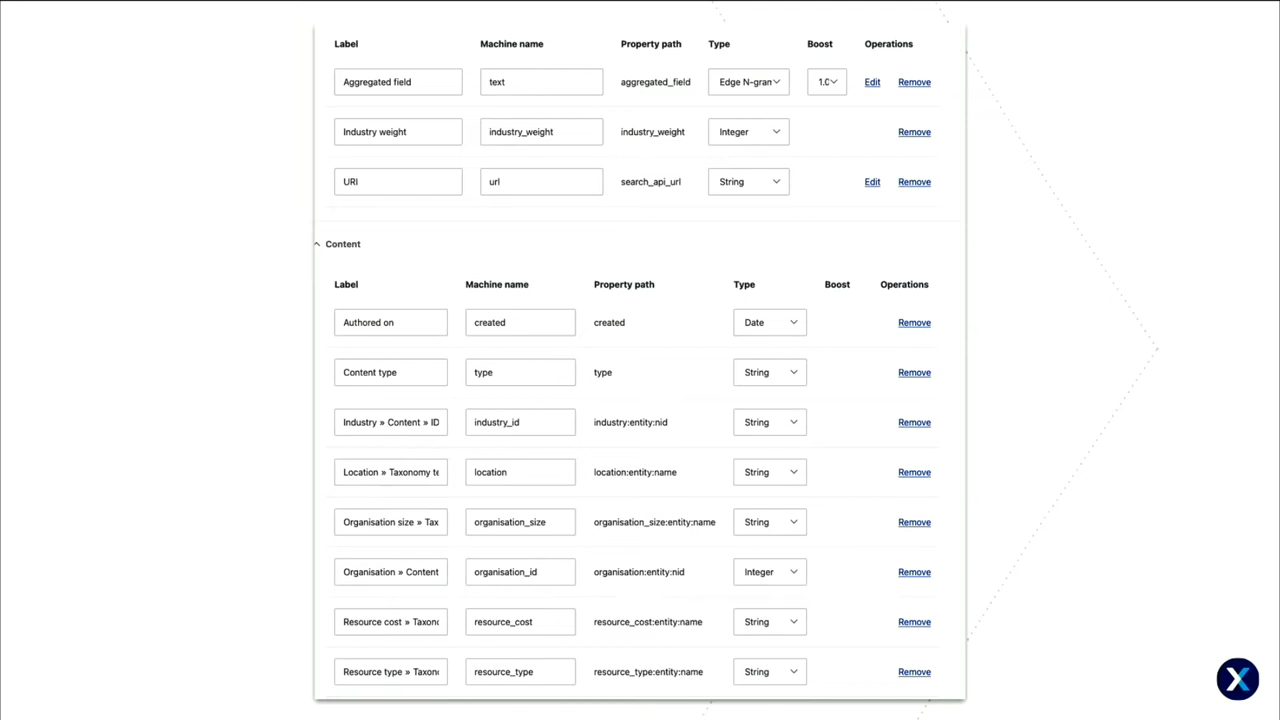 Label Machine name Property path Type Boost Operations
Aggregated field text aggregated_field Edge N-gran 1.0 Edit Remove
Industry weight industry_weight industry_weight Integer Remove
URI url search_api_url String Edit Remove
Content
Label Machine name Property path Type Boost Operations
Authored on created created Date Remove
Content type type type String Remove
Industry » Content » ID industry_id industry:entity:nid String Remove
Location » Taxonomy te location location:entity:name String Remove
Organisation size » Tax organisation_size organisation_size:entity:name String Remove
Organisation » Content organisation_id organisation:entity:nid Integer Remove
Resource cost » Taxon resource_cost resource_cost:entity:name String Remove
Resource type » Taxon resource_type resource_type:entity:name String Remove
X